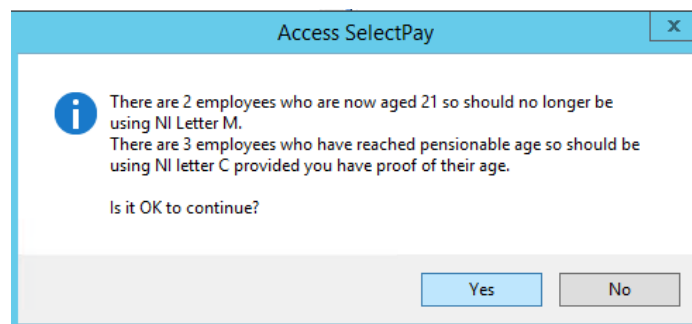 Access SelectPay
x
i
There are 2 employees who are now aged 21 so should no longer be
using NI Letter M.
There are 3 employees who have reached pensionable age so should be
using NI letter C provided you have proof of their age.
Is it OK to continue?
Yes
No